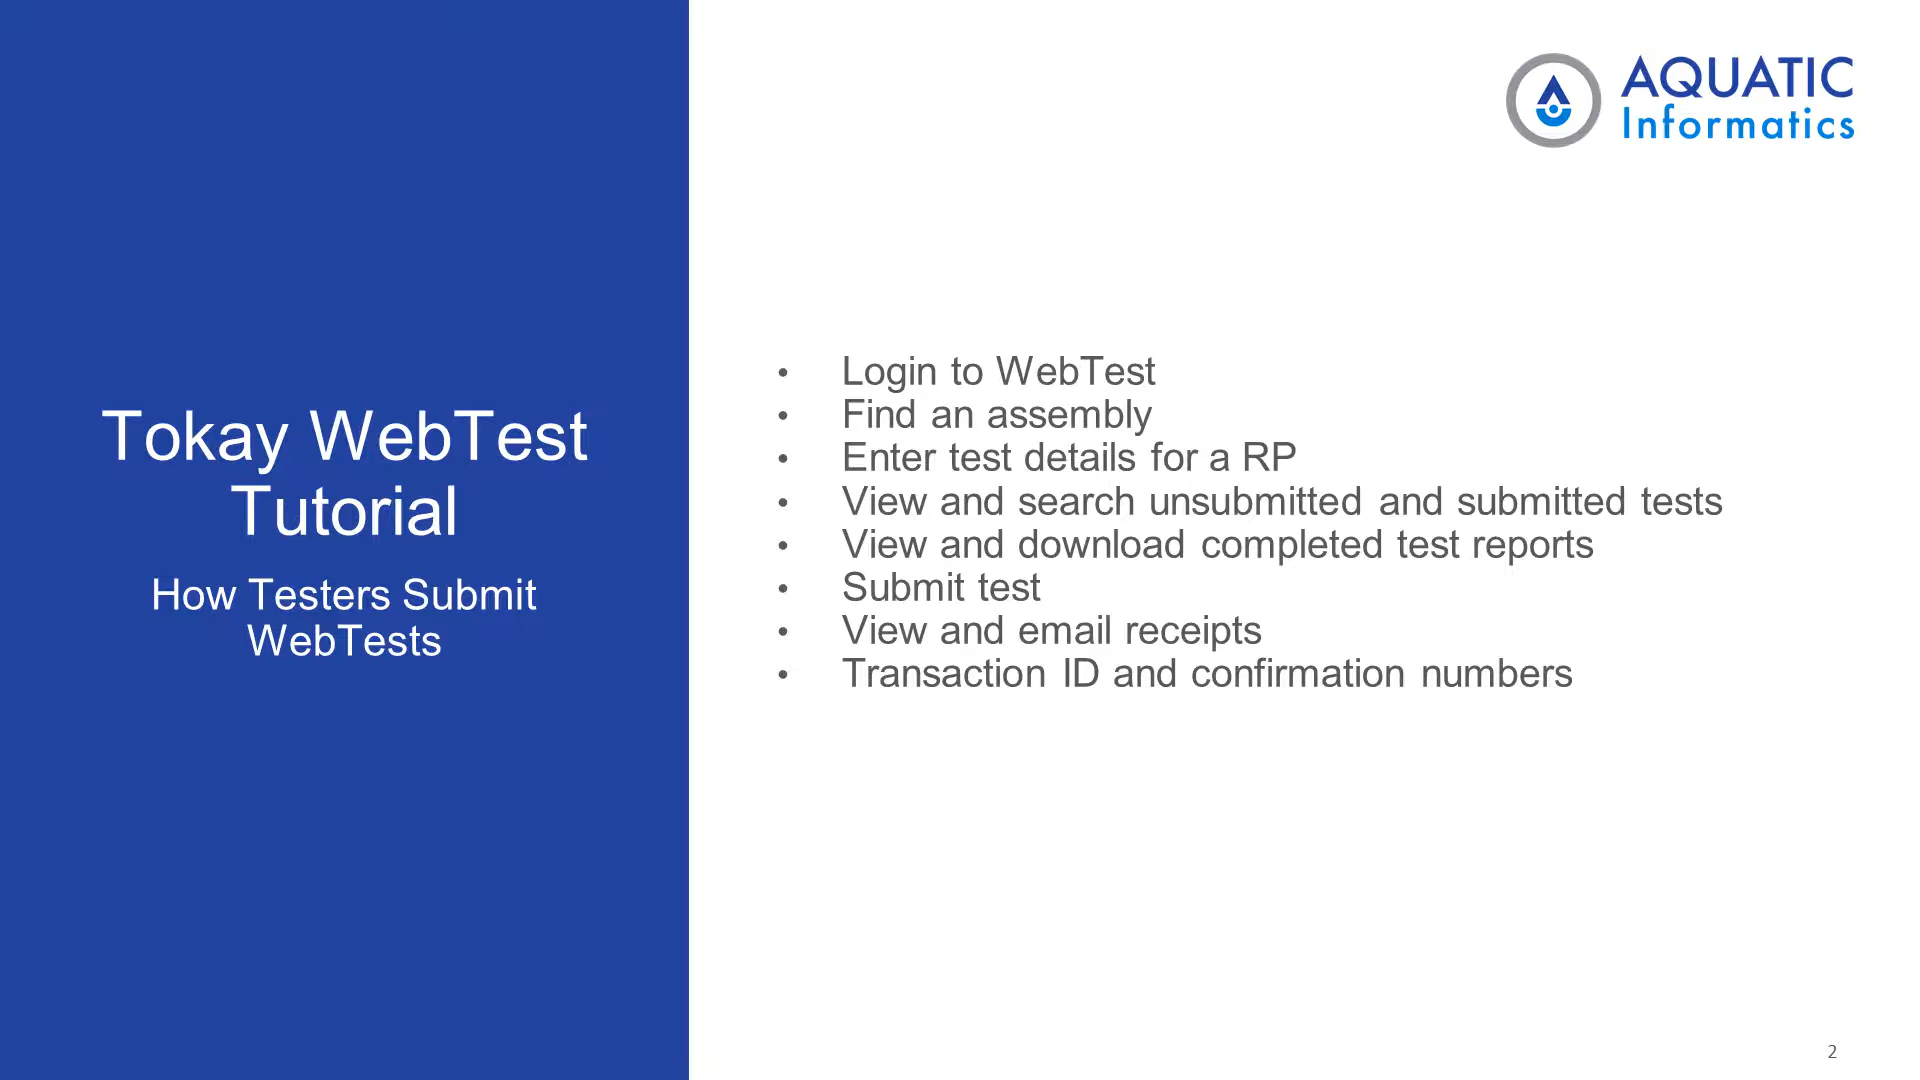 AQUATIC
Informatics
Tokay WebTest
Tutorial
How Testers Submit
WebTests
• Login to WebTest
• Find an assembly
• Enter test details for a RP
• View and search unsubmitted and submitted tests
• View and download completed test reports
• Submit test
• View and email receipts
• Transaction ID and confirmation numbers
2